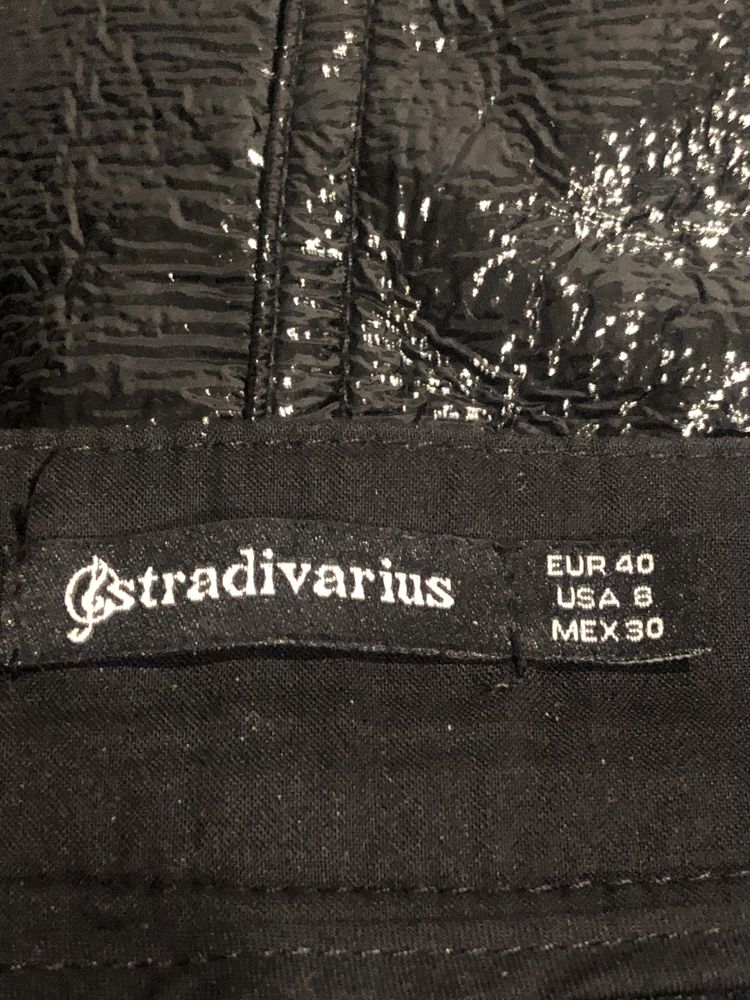 stradivarius
EUR 40
USA 8
MEX 30